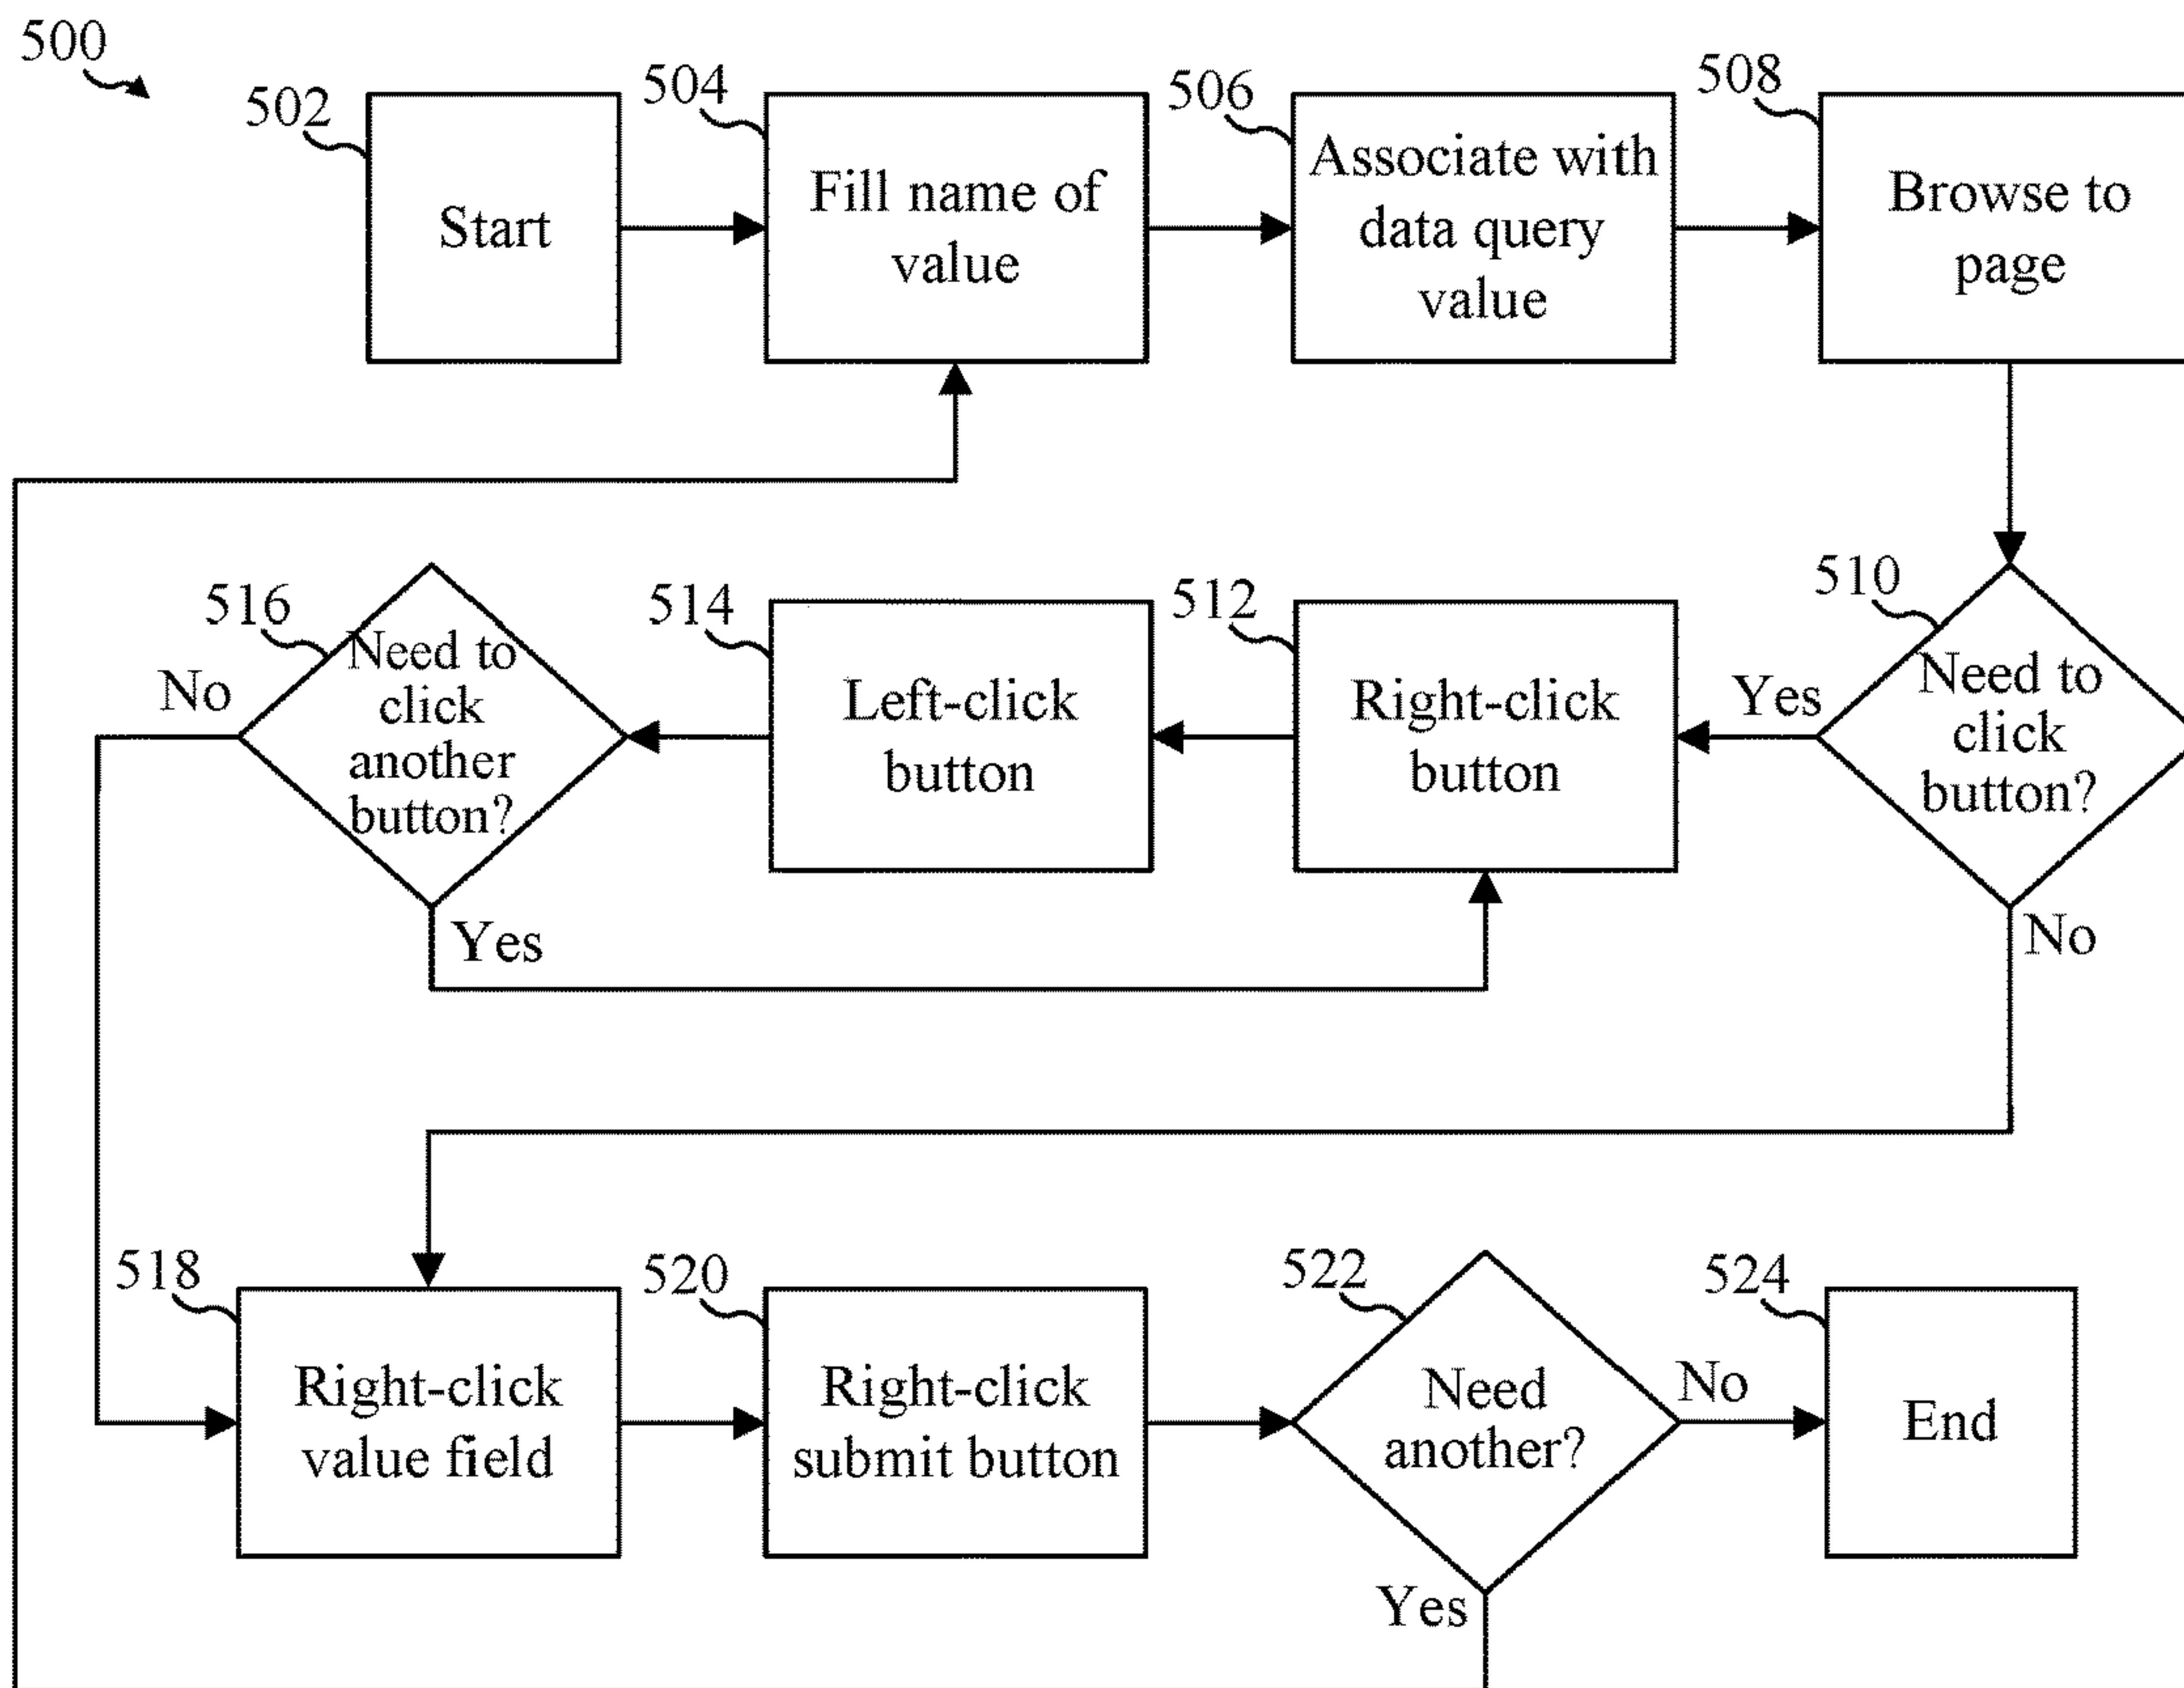 500
502
Start
504
Fill name of
value
506
Associate with
data query
value
508
Browse to
page
510
Need to
click
button?
Yes
No
512
Right-click
button
514
Left-click
button
516
Need to
click
another
button?
No
Yes
518
Right-click
value field
520
Right-click
submit button
522
Need
another?
No
Yes
524
End